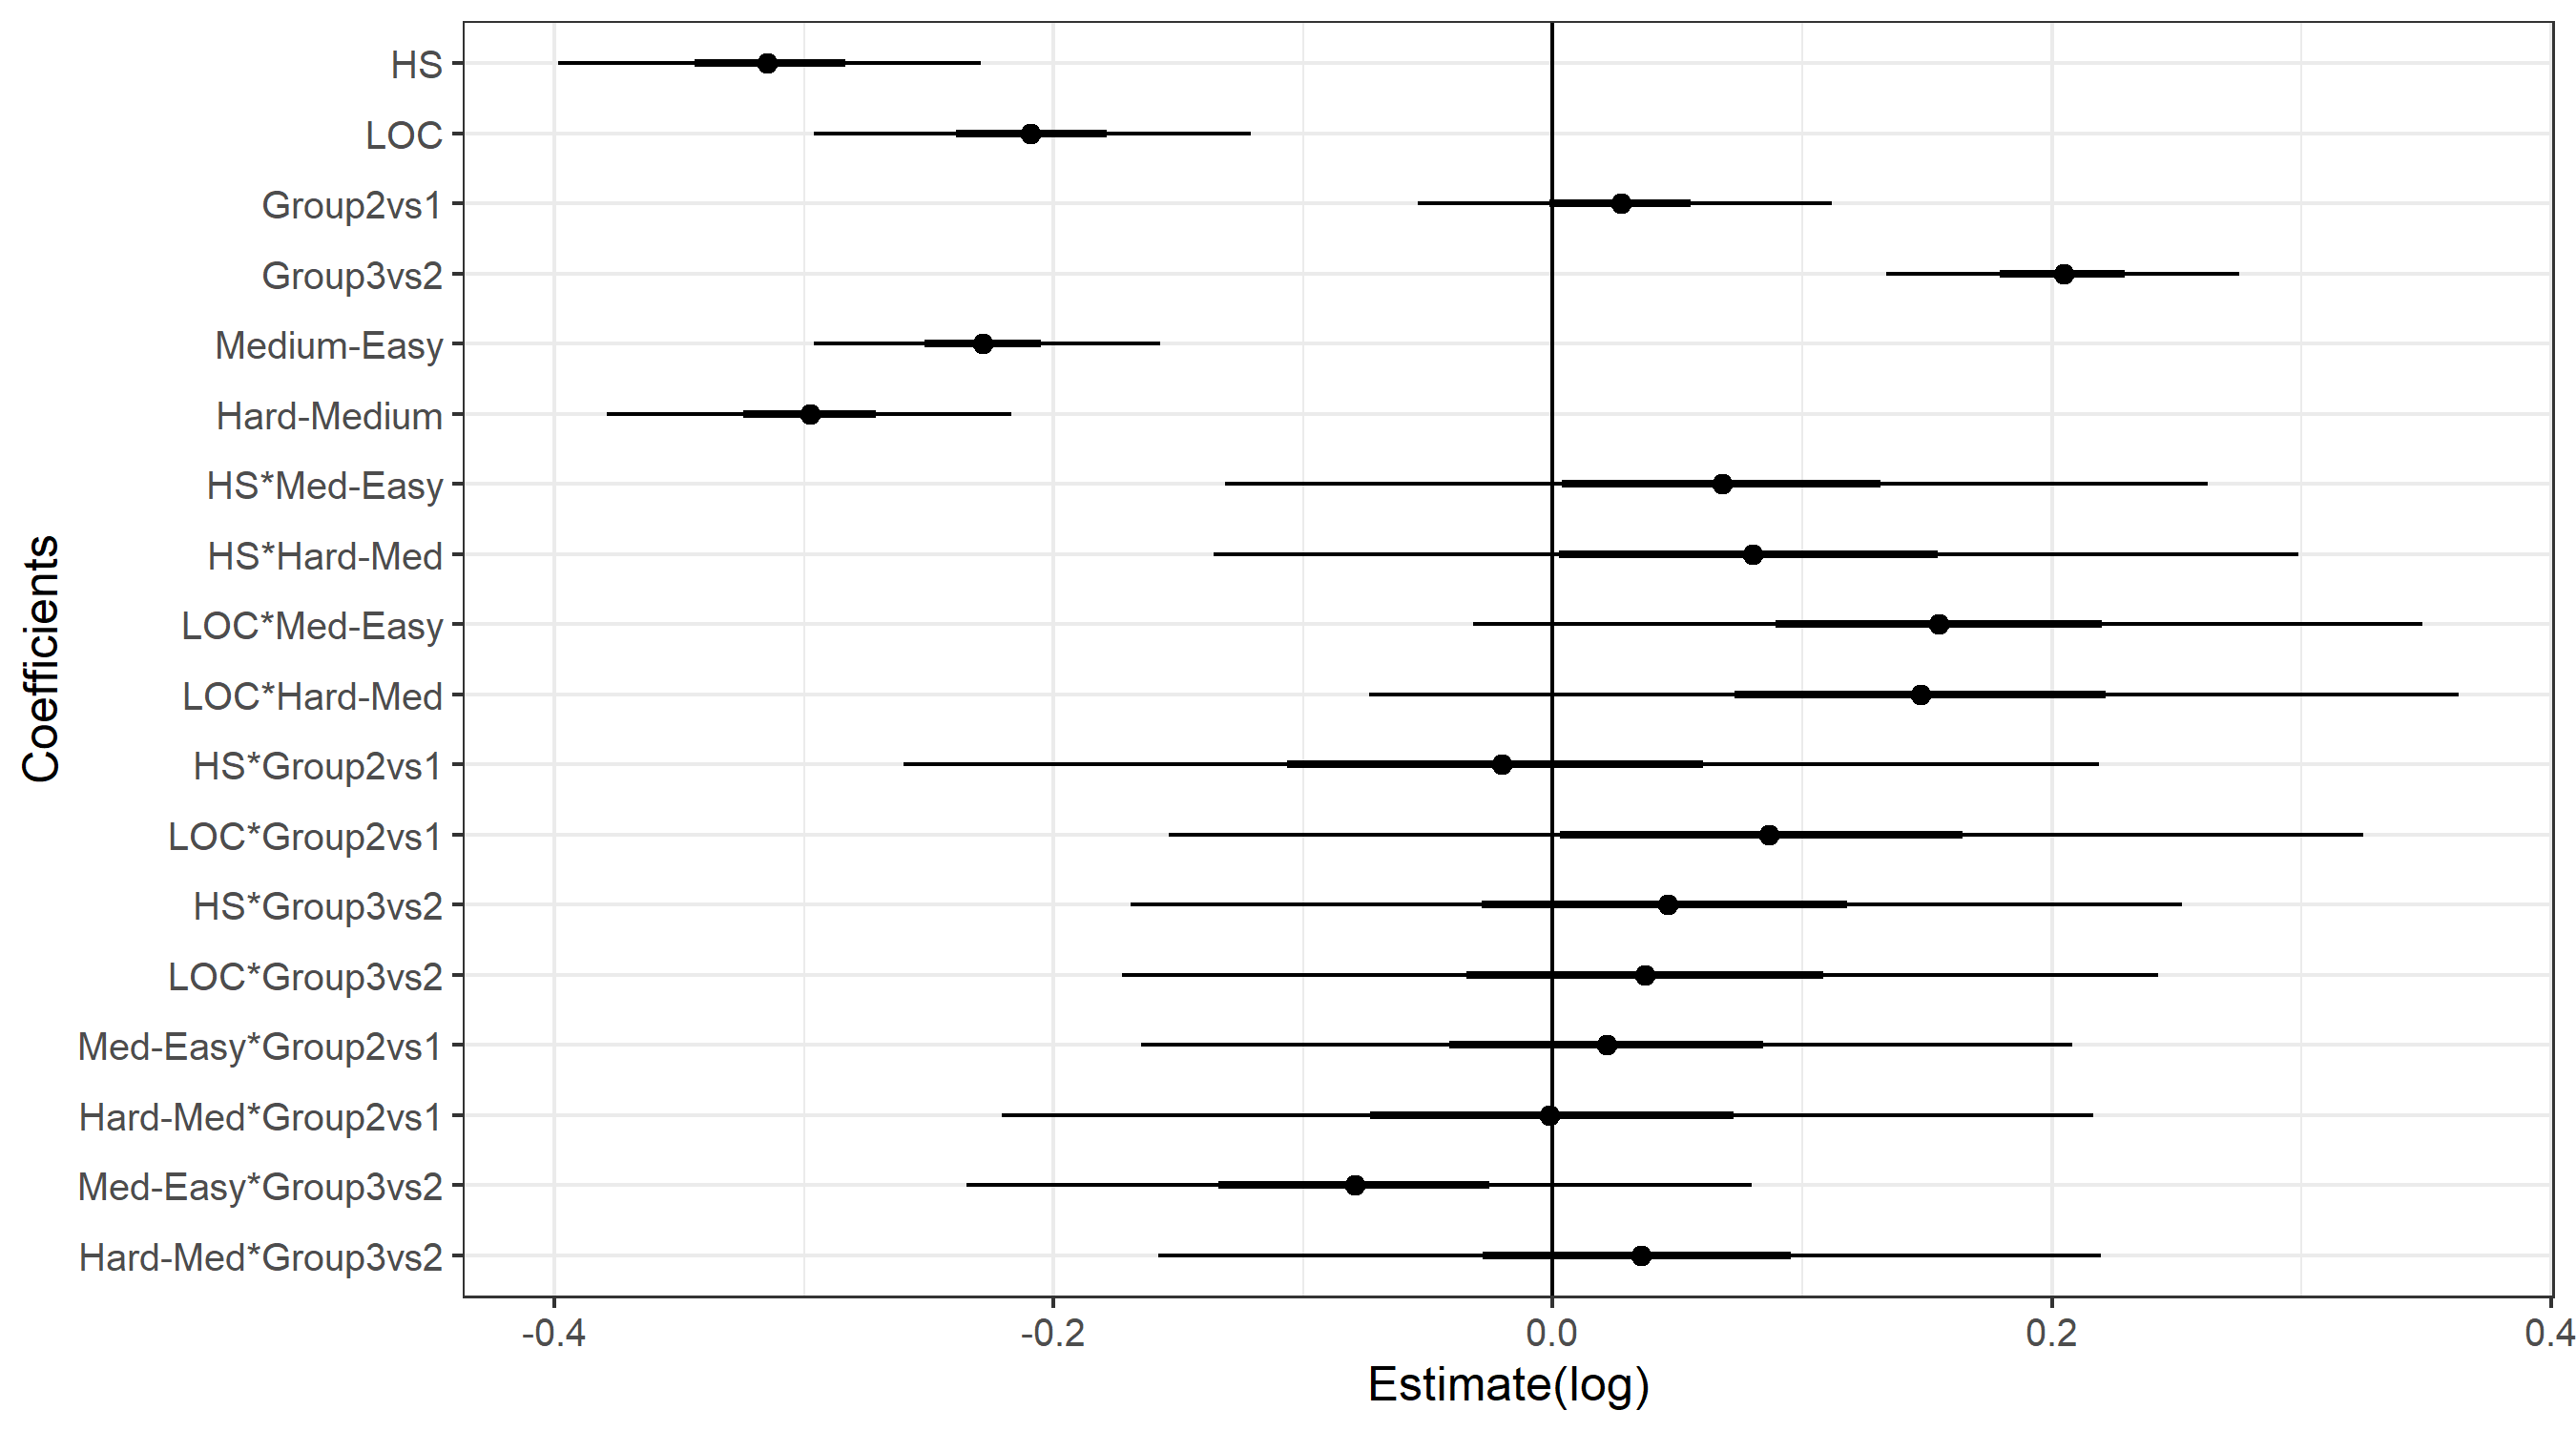 HS
LOC
Group2vs1
Group3vs2
Medium-Easy
Hard-Medium
HS*Med-Easy
HS*Hard-Med
LOC*Med-Easy
LOC*Hard-Med
HS*Group2vs1
LOC*Group2vs1
HS*Group3vs2
LOC*Group3vs2
Med-Easy*Group2vs1
Hard-Med*Group2vs1
Med-Easy*Group3vs2
Hard-Med*Group3vs2
Coefficients
-0.4 -0.2 0.0 0.2 0.4
Estimate(log)